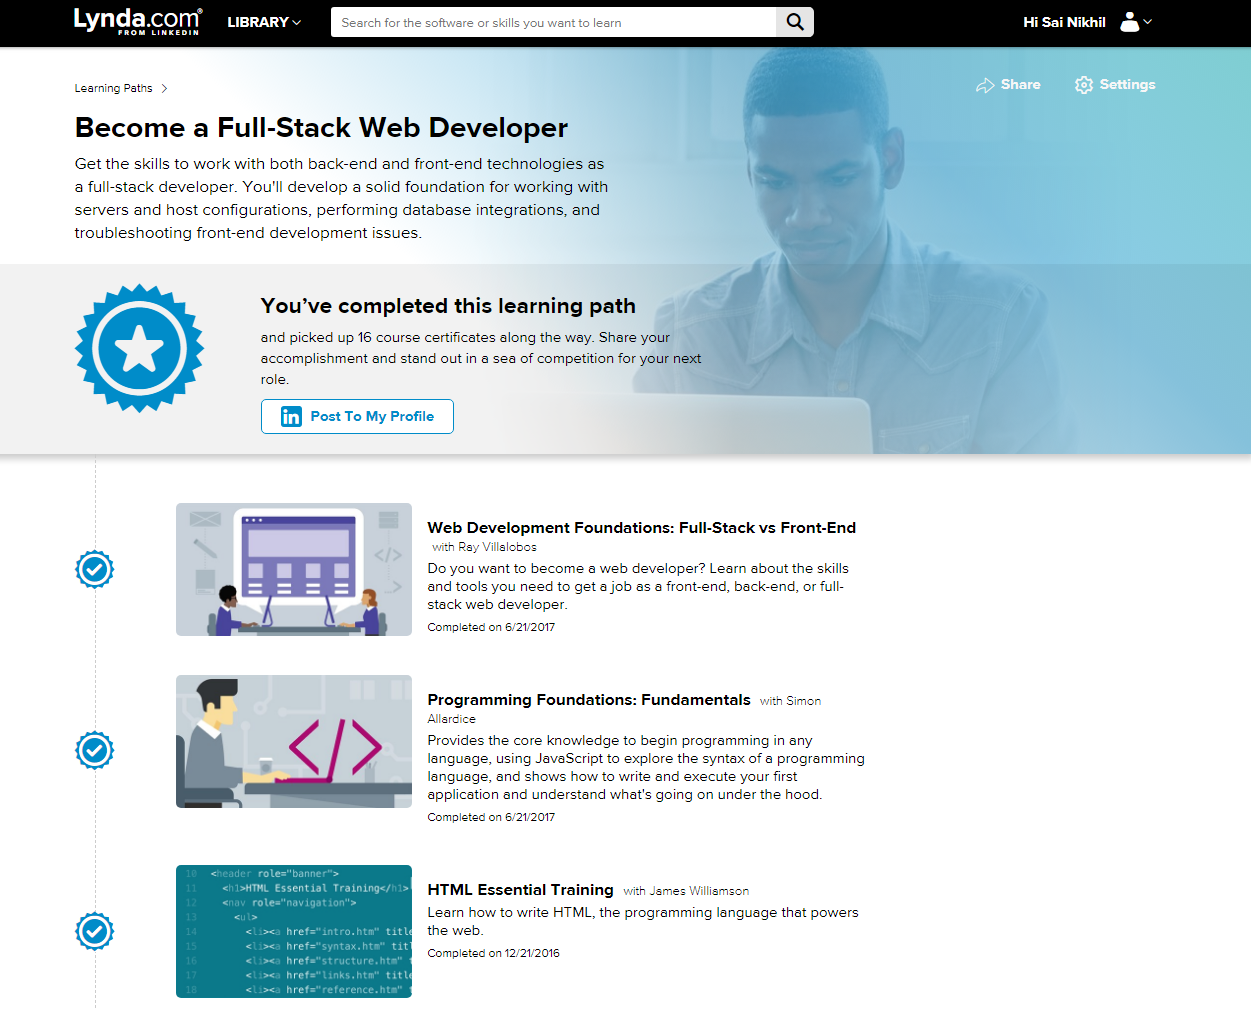 Lynda.com®
FROM LINKEDIN
LIBRARY
Search for the software or skills you want to learn
Hi Sai Nikhil
Learning Paths
Share
Settings
Become a Full-Stack Web Developer
Get the skills to work with both back-end and front-end technologies as
a full-stack developer. You'll develop a solid foundation for working with
servers and host configurations, performing database integrations, and
troubleshooting front-end development issues.
You’ve completed this learning path
and picked up 16 course certificates along the way. Share your
accomplishment and stand out in a sea of competition for your next
role.
in Post To My Profile
Web Development Foundations: Full-Stack vs Front-End
with Ray Villalobos
Do you want to become a web developer? Learn about the skills
and tools you need to get a job as a front-end, back-end, or full-
stack web developer.
Completed on 6/21/2017
</>
Programming Foundations: Fundamentals with Simon
Allardice
Provides the core knowledge to begin programming in any
language, using JavaScript to explore the syntax of a programming
language, and shows how to write and execute your first
application and understand what's going on under the hood.
Completed on 6/21/2017
</>
10 <header role="banner">
11 <h1>HTML Essential Training</h1>
12 <nav role="navigation">
13 <ul>
14 <li><a href="intro.htm" title
15 <li><a href="syntax.htm" titl
16 <li><a href="structure.htm" t
17 <li><a href="links.htm" title
18 <li><a href="reference.htm" t
HTML Essential Training with James Williamson
Learn how to write HTML, the programming language that powers
the web.
Completed on 12/21/2016